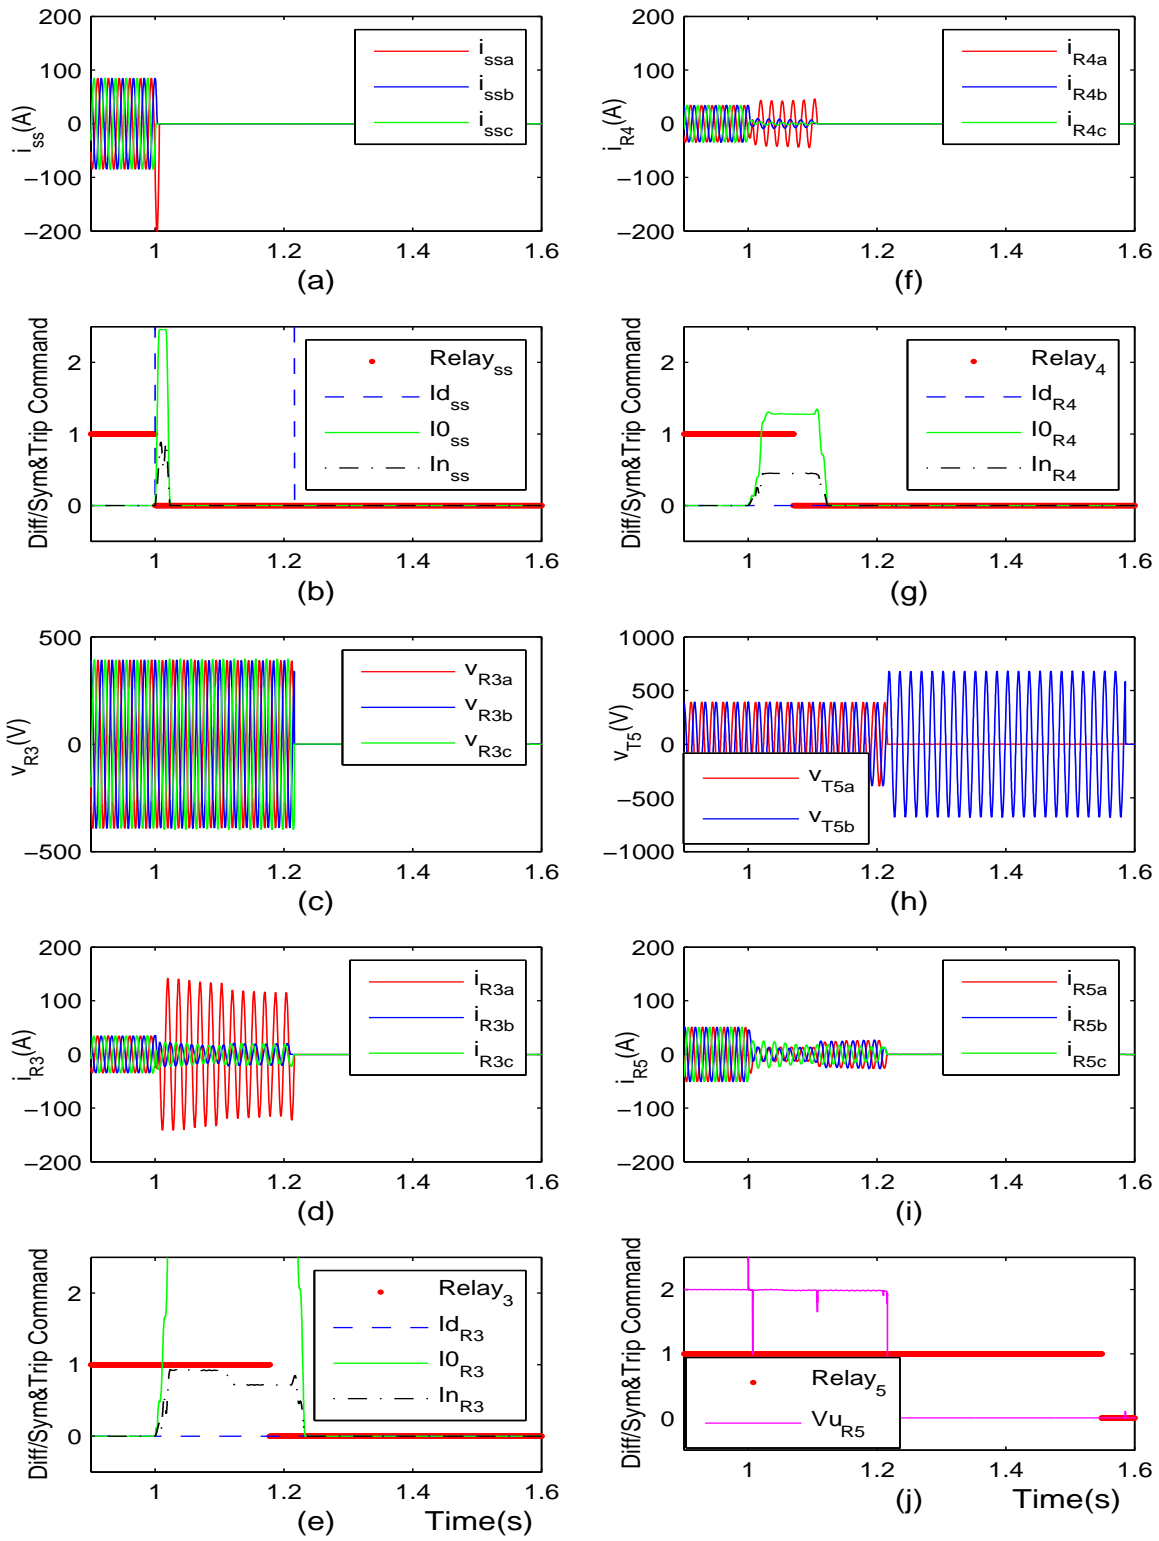 200
100
0
−100
−200
i_ss(A)
i_ssa
i_ssb
i_ssc
1
1.2
1.4
1.6
(a)
200
100
0
−100
−200
i_R4(A)
i_R4a
i_R4b
i_R4c
1
1.2
1.4
1.6
(f)
Diff/Sym&Trip Command
2
1
0
Relay_ss
Id_ss
I0_ss
In_ss
1
1.2
1.4
1.6
(b)
Diff/Sym&Trip Command
2
1
0
Relay_4
Id_R4
I0_R4
In_R4
1
1.2
1.4
1.6
(g)
500
0
−500
v_R3(V)
v_R3a
v_R3b
v_R3c
1
1.2
1.4
1.6
(c)
1000
500
0
−500
−1000
v_T5(V)
v_T5a
v_T5b
1
1.2
1.4
1.6
(h)
200
100
0
−100
−200
i_R3(A)
i_R3a
i_R3b
i_R3c
1
1.2
1.4
1.6
(d)
200
100
0
−100
−200
i_R5(A)
i_R5a
i_R5b
i_R5c
1
1.2
1.4
1.6
(i)
Diff/Sym&Trip Command
2
1
0
Relay_3
Id_R3
I0_R3
In_R3
1
1.2
1.4
1.6
(e)
Time(s)
Diff/Sym&Trip Command
2
1
0
Relay_5
Vu_R5
1
1.2
1.4
1.6
(j)
Time(s)